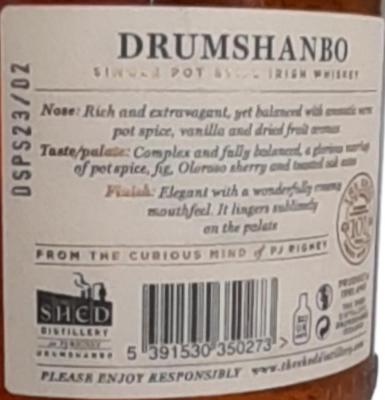 DRUMSHANBO
SINGLE POT STILL IRISH WHISKEY
DSPS23/02
Nose: Rich and extravagant, yet balanced with aromatic
pot spice, vanilla and dried fruit aromas
Taste/palate: Complex and fully balanced, a glorious marriage
of pot spice, fig, Oloroso sherry and toasted oak
Finish: Elegant with a wonderfully creamy
mouthfeel. It lingers sublimely
on the palate
FROM THE CURIOUS MIND of PJ RIGNEY
SHED
DISTILLERY
PJ RIGNEY
DRUMSHANBO
5 391530 350273 >
PLEASE ENJOY RESPONSIBLY www.thesheddistillery.com